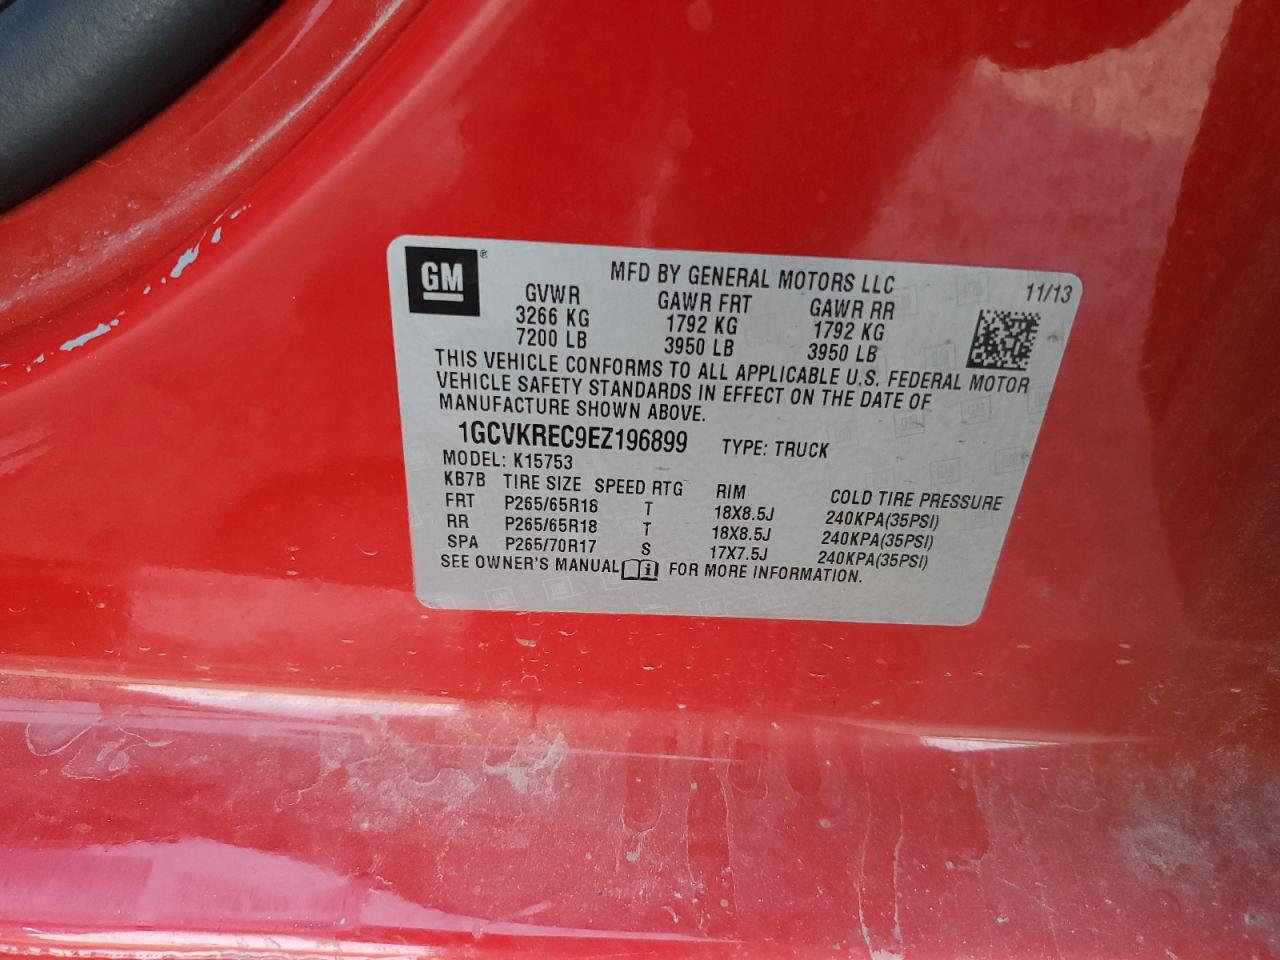 GM ® MFD BY GENERAL MOTORS LLC 11/13
GVWR GAWR FRT GAWR RR
3266 KG 1792 KG 1792 KG
7200 LB 3950 LB 3950 LB
THIS VEHICLE CONFORMS TO ALL APPLICABLE U.S. FEDERAL MOTOR
VEHICLE SAFETY STANDARDS IN EFFECT ON THE DATE OF
MANUFACTURE SHOWN ABOVE.
1GCVKREC9EZ196899 TYPE: TRUCK
MODEL: K15753
KB7B TIRE SIZE SPEED RTG RIM COLD TIRE PRESSURE
FRT P265/65R18 T 18X8.5J 240KPA(35PSI)
RR P265/65R18 T 18X8.5J 240KPA(35PSI)
SPA P265/70R17 S 17X7.5J 240KPA(35PSI)
SEE OWNER'S MANUAL i FOR MORE INFORMATION.